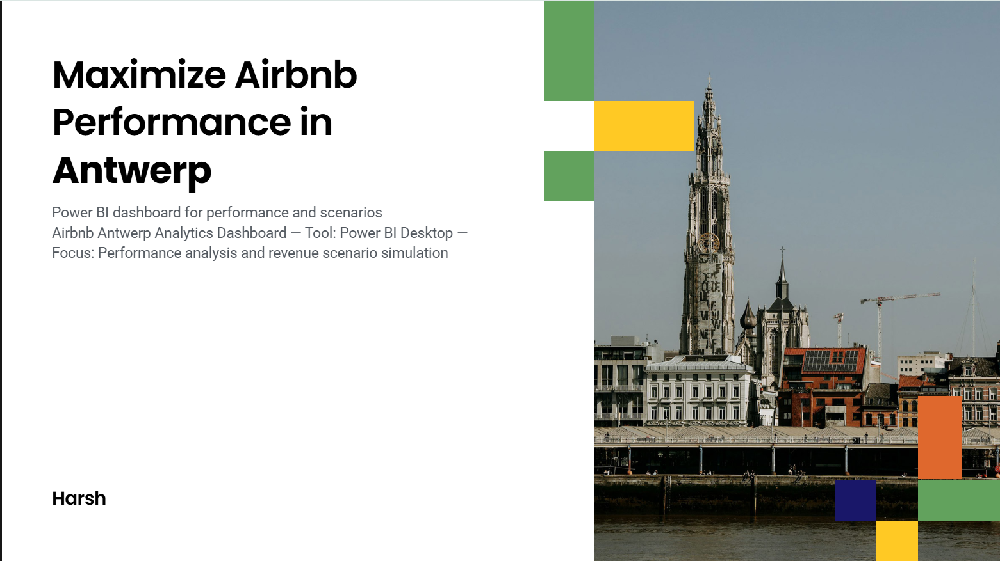 Maximize Airbnb
Performance in
Antwerp
Power BI dashboard for performance and scenarios
Airbnb Antwerp Analytics Dashboard — Tool: Power BI Desktop —
Focus: Performance analysis and revenue scenario simulation
Harsh
21